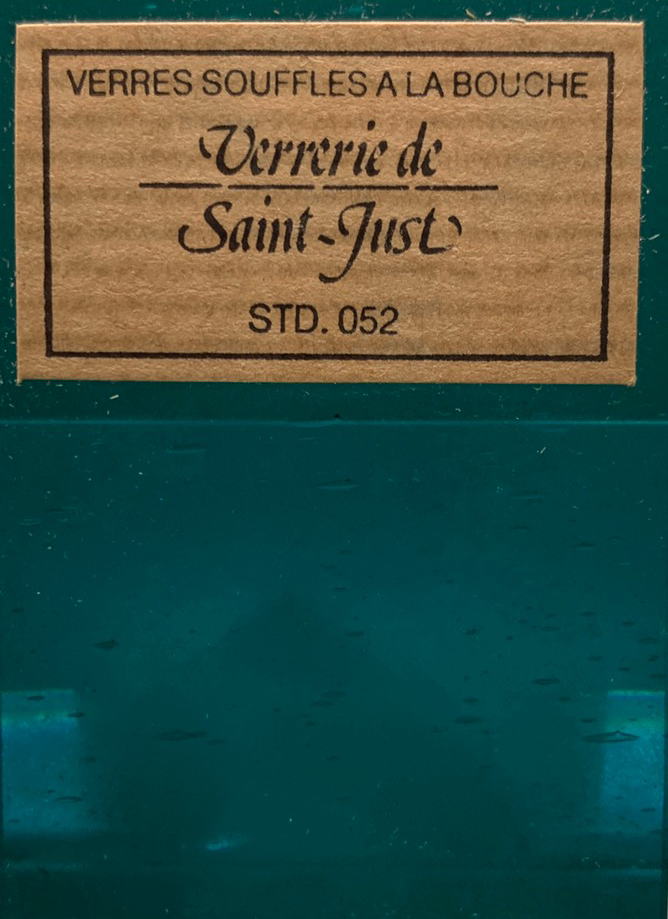 VERRES SOUFFLES A LA BOUCHE
Verrerie de
Saint-Just
STD. 052